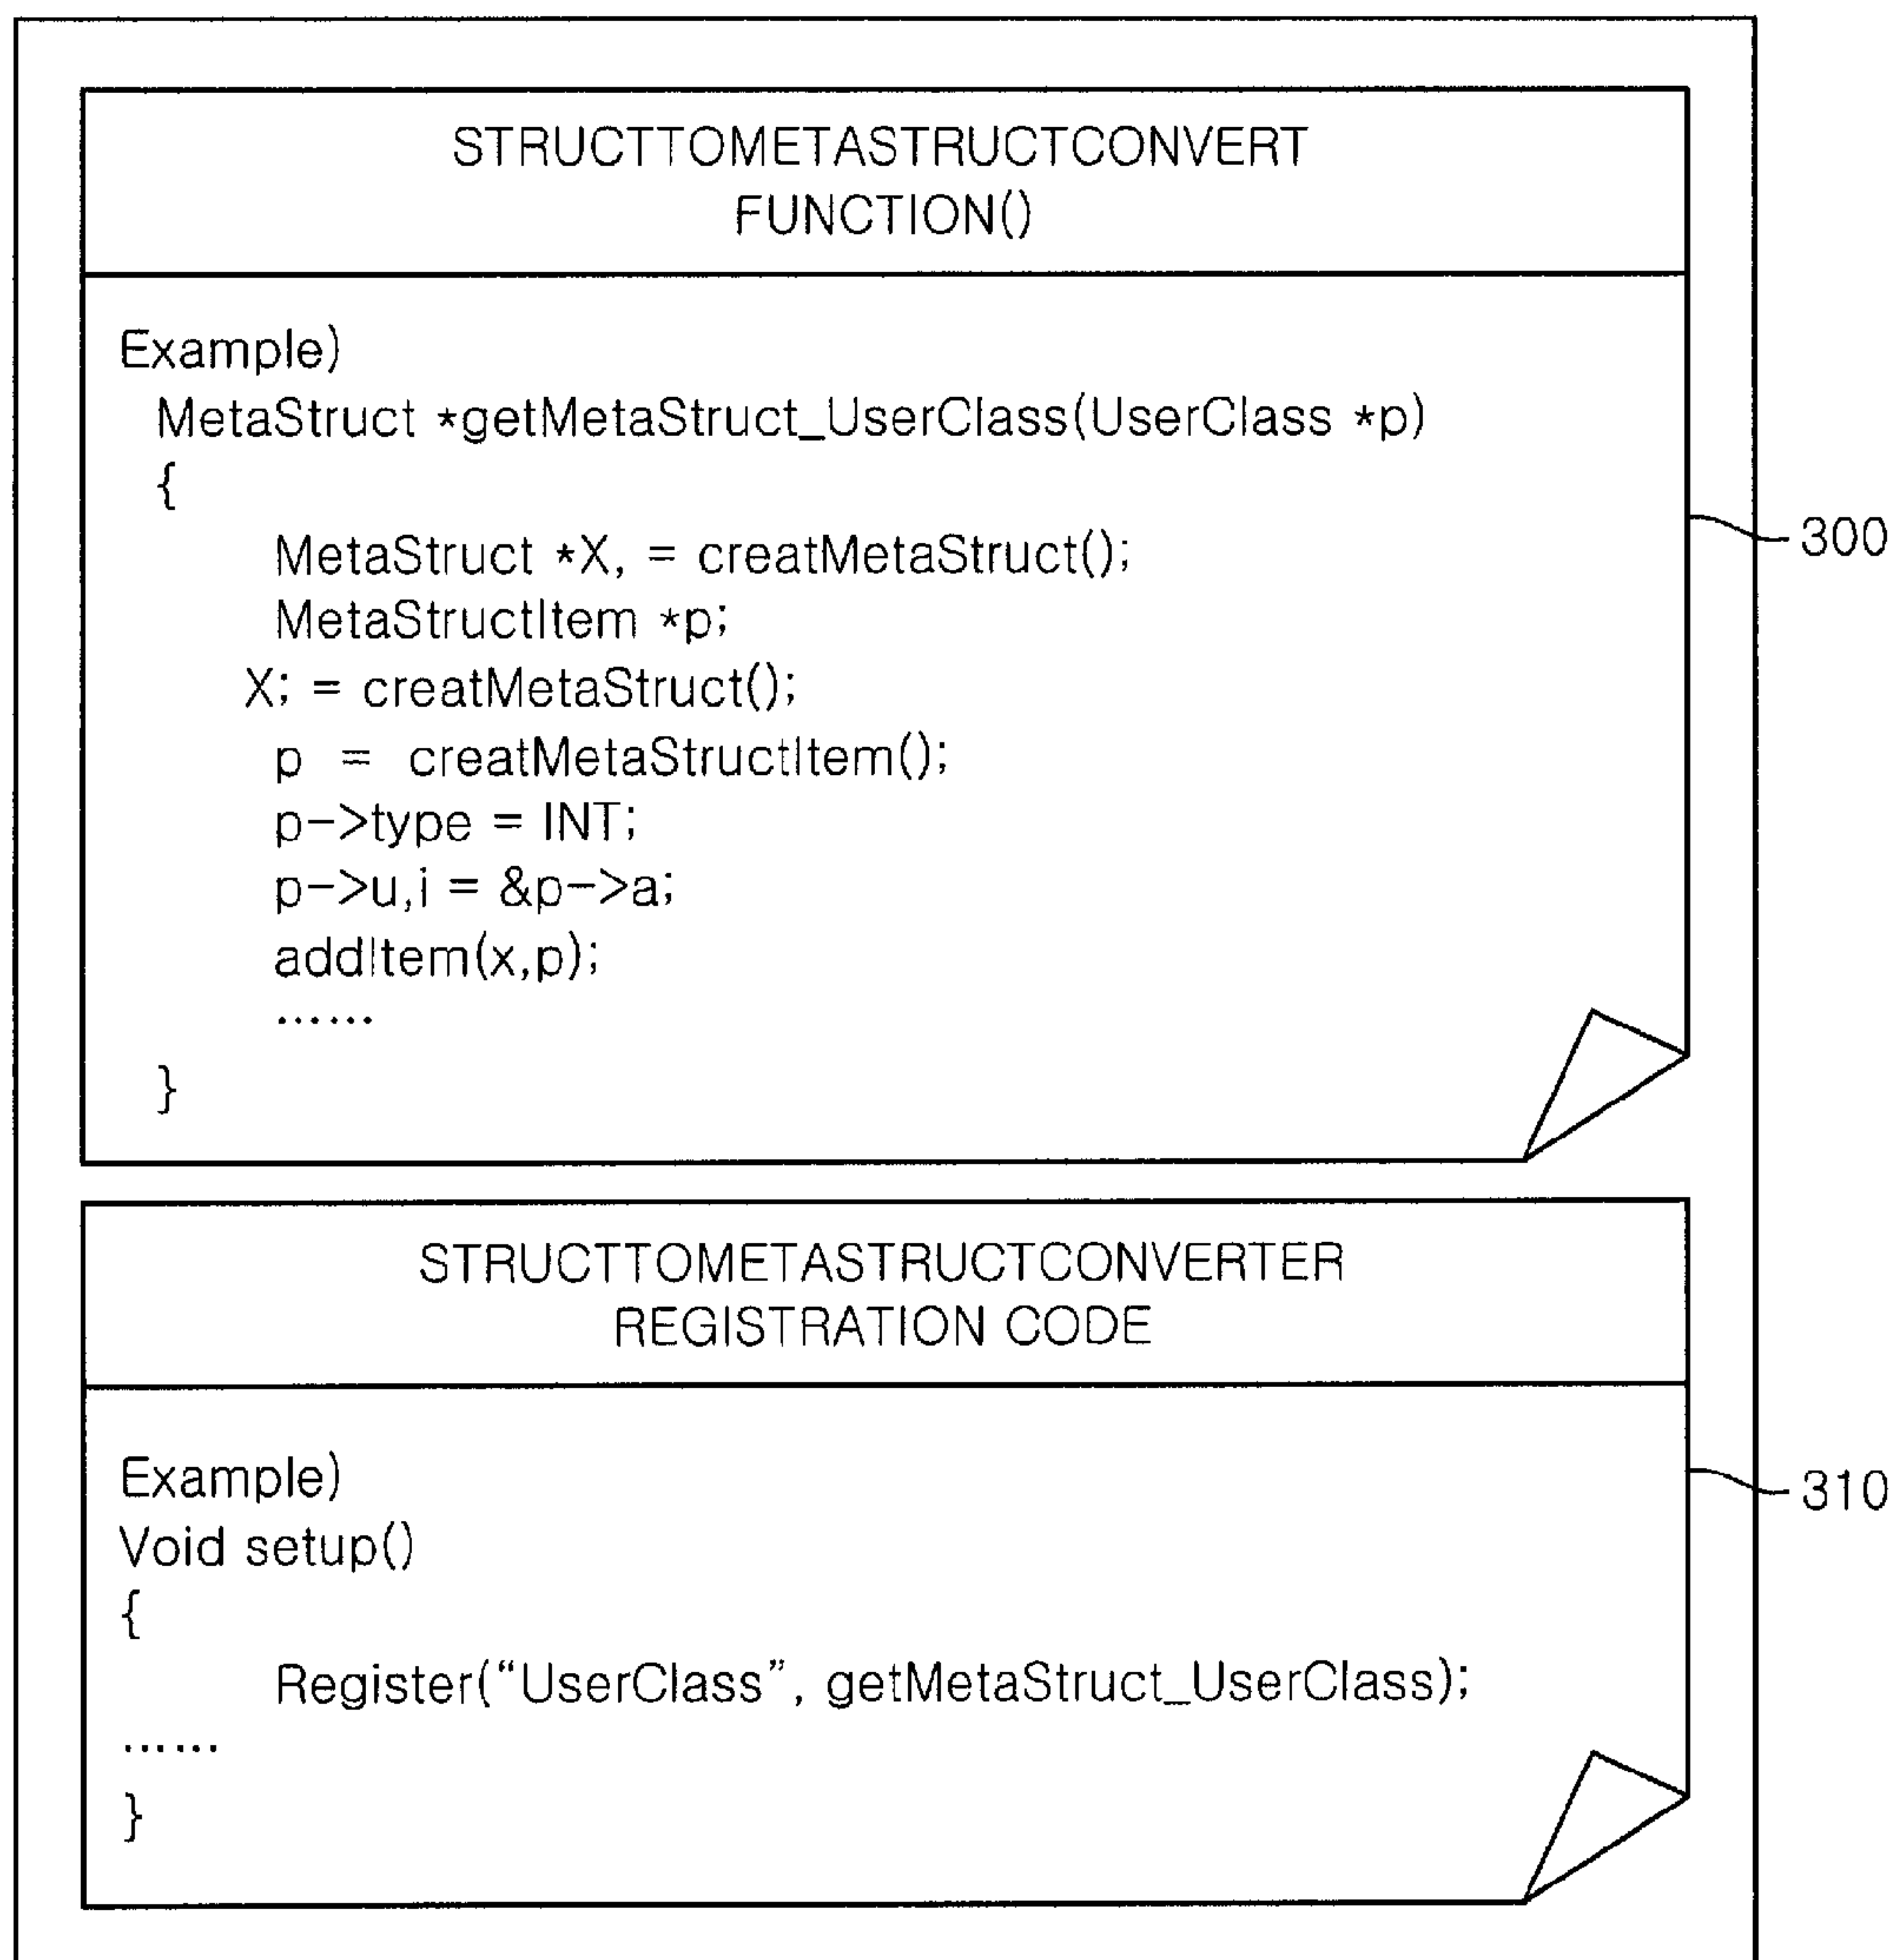 STRUCTTOMETASTRUCTCONVERT
FUNCTION()
Example)
MetaStruct *getMetaStruct_UserClass(UserClass *p)
{
MetaStruct *X, = creatMetaStruct();
MetaStructItem *p;
X; = creatMetaStruct();
p = creatMetaStructItem();
p->type = INT;
p->u,i = &p->a;
addItem(x,p);
......
}
300
STRUCTTOMETASTRUCTCONVERTER
REGISTRATION CODE
Example)
Void setup()
{
Register(“UserClass”, getMetaStruct_UserClass);
......
}
310